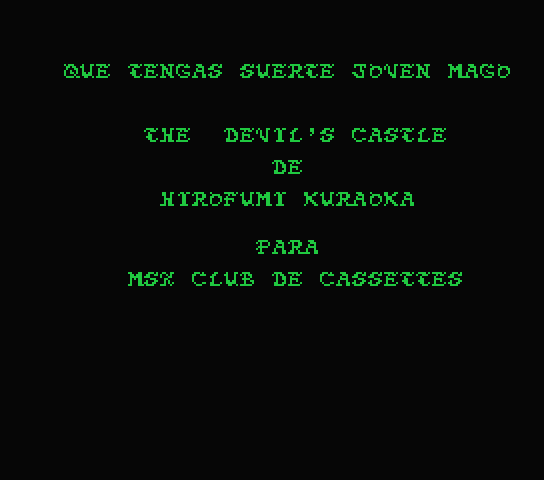 QUE TENGAS SUERTE JOVEN MAGO
THE DEVIL'S CASTLE
DE
HIROFUMI KURAOKA
PARA
MSX CLUB DE CASSETTES